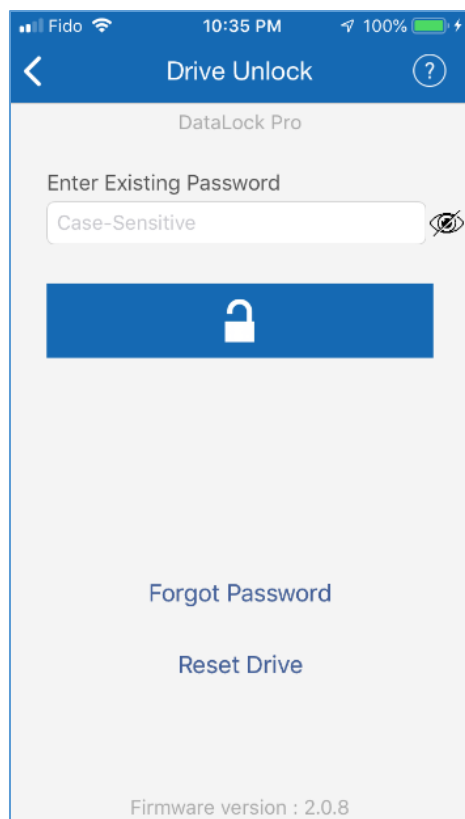 Fido 10:35 PM 100%
Drive Unlock ?
DataLock Pro
Enter Existing Password
Case-Sensitive
Forgot Password
Reset Drive
Firmware version : 2.0.8